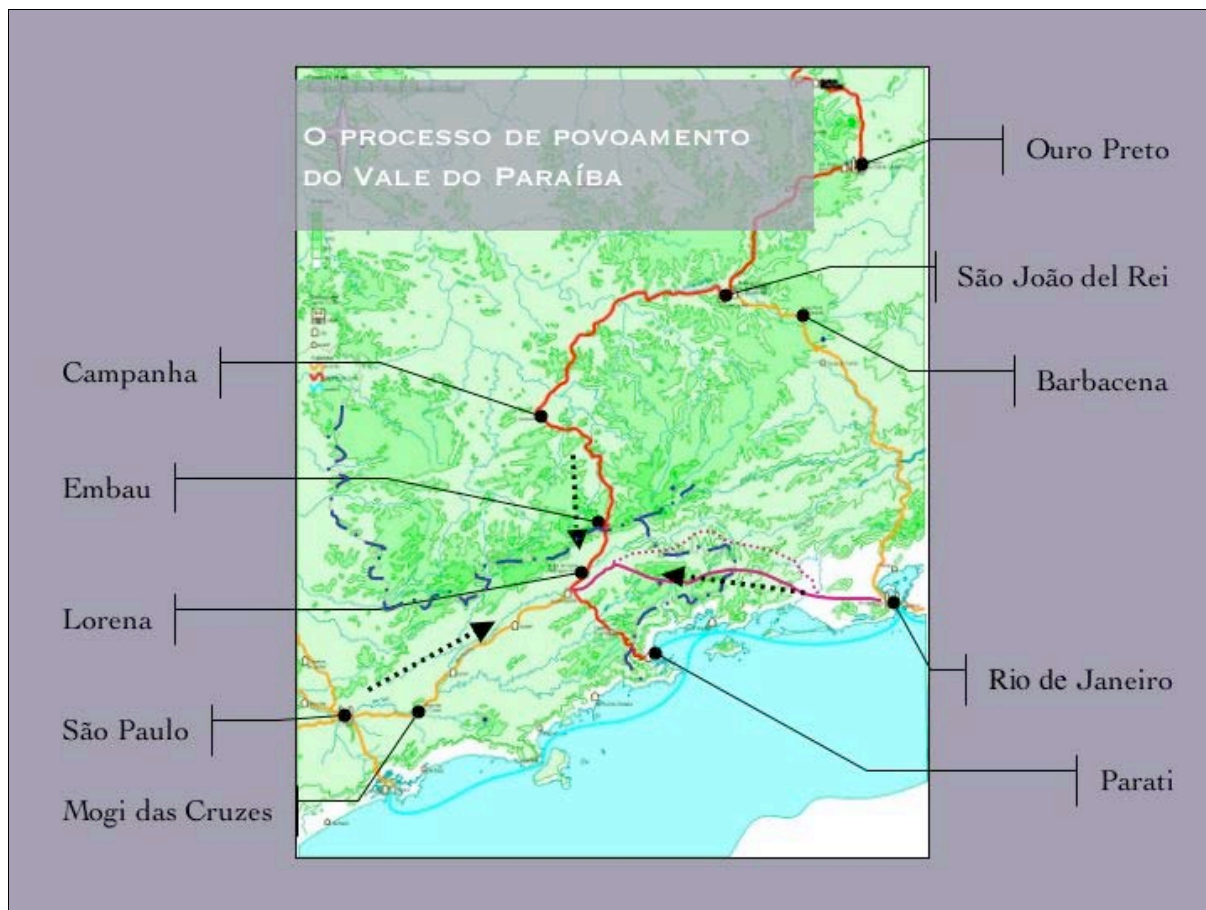 O PROCESSO DE POVOAMENTO
DO VALE DO PARAÍBA
Ouro Preto
São João del Rei
Campanha
Barbacena
Embau
Lorena
Rio de Janeiro
São Paulo
Parati
Mogi das Cruzes